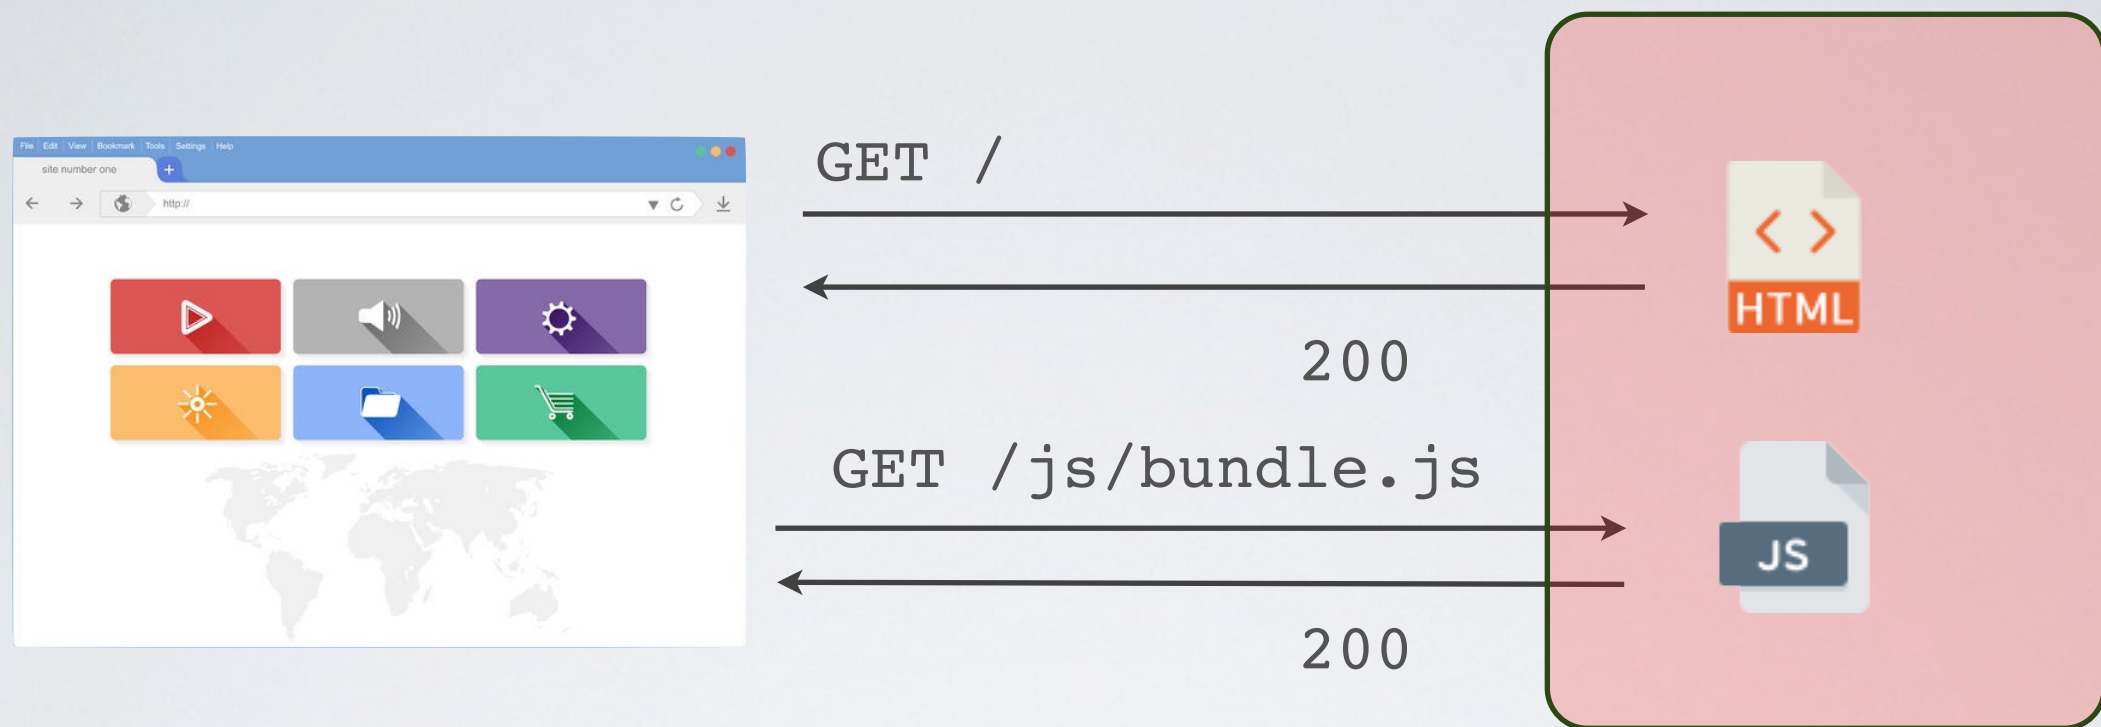 File Edit View Bookmark Tools Settings Help
site number one
http://
GET /
200
HTML
GET /js/bundle.js
JS
200